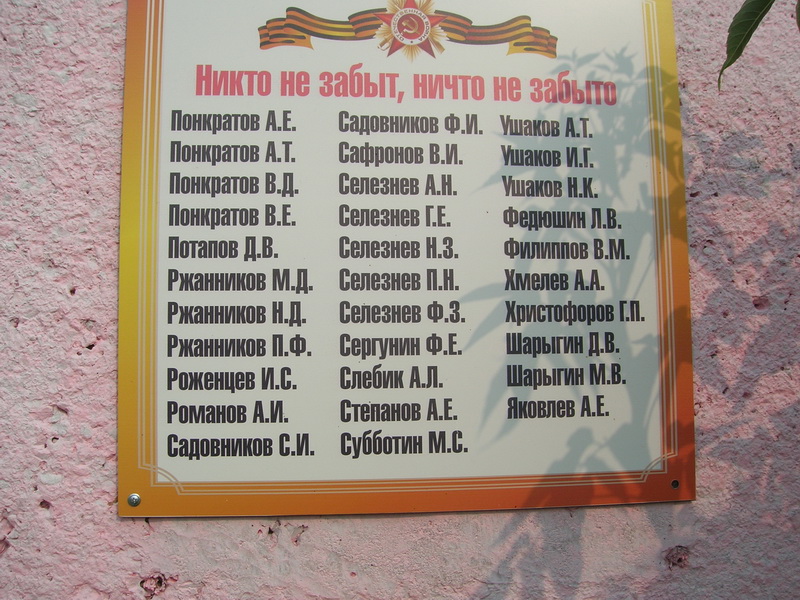 Никто не забыт, ничто не забыто
Понкратов А.Е.
Понкратов А.Т.
Понкратов В.Д.
Понкратов В.Е.
Потапов Д.В.
Ржанников М.Д.
Ржанников Н.Д.
Ржанников П.Ф.
Роженцев И.С.
Романов А.И.
Садовников С.И.
Садовников Ф.И.
Сафронов В.И.
Селезнев А.Н.
Селезнев Г.Е.
Селезнев Н.З.
Селезнев П.Н.
Селезнев Ф.З.
Сергунин Ф.Е.
Слебик А.Л.
Степанов А.Е.
Субботин М.С.
Ушаков А.Т.
Ушаков И.Г.
Ушаков Н.К.
Федюшин Л.В.
Филиппов В.М.
Хмелев А.А.
Христофоров Г.П.
Шарыгин Д.В.
Шарыгин М.В.
Яковлев А.Е.